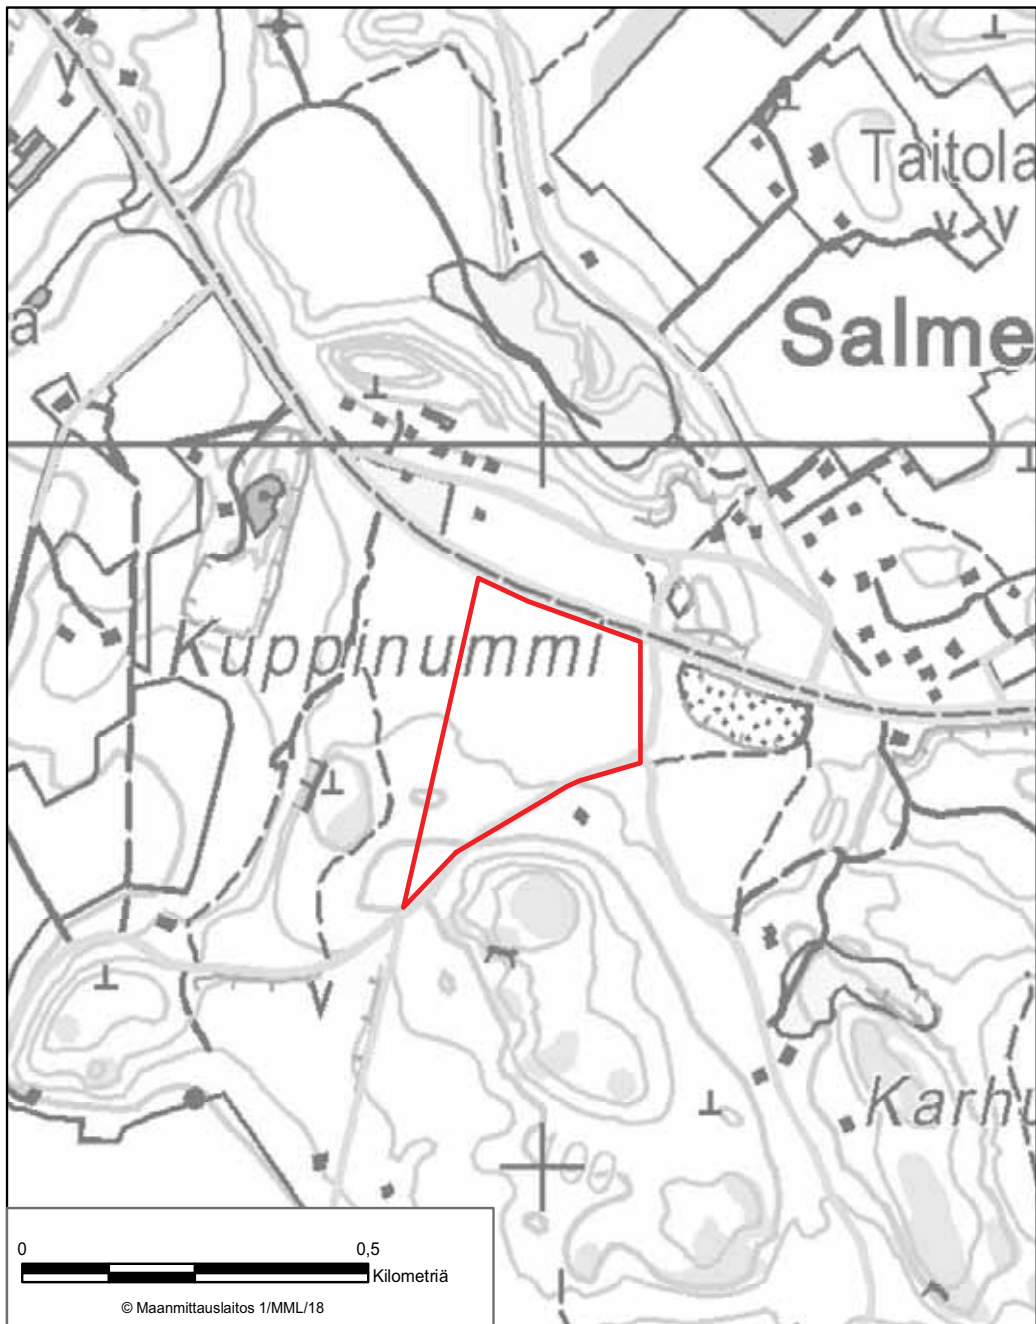 Taitola
Salme
a
Kuppinummi
Karhu
0 0,5
Kilometriä
© Maanmittauslaitos 1/MML/18